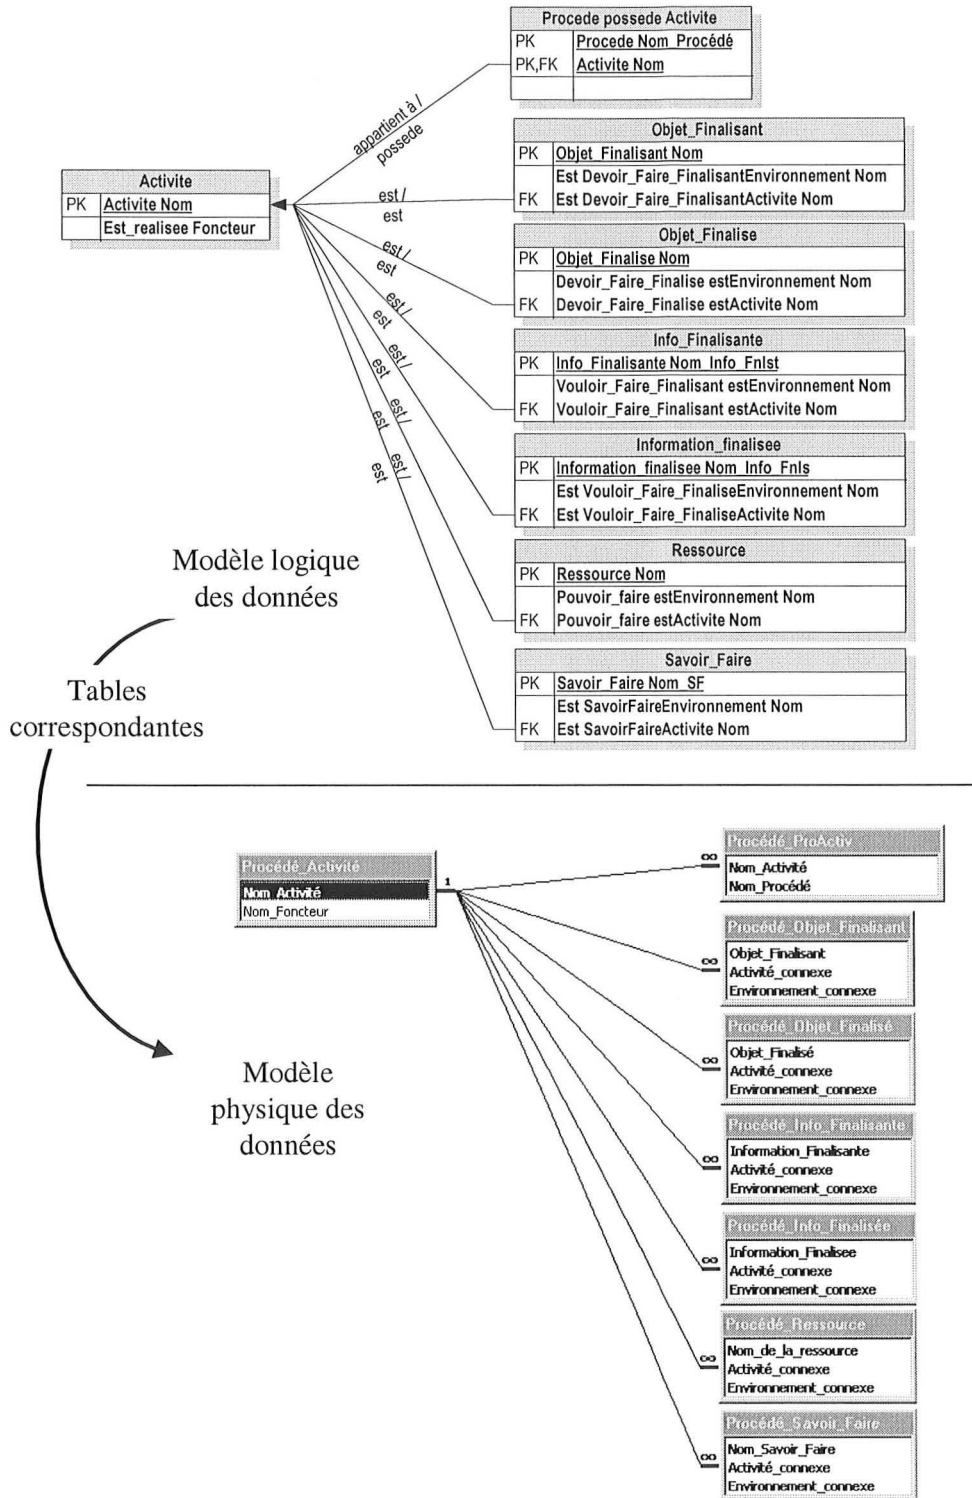 Procede possede Activite
PK Procede Nom_Procédé
PK,FK Activite Nom
appartient à /
possede
Objet_Finalisant
PK Objet_Finalisant Nom
Est Devoir_Faire_FinalisantEnvironnement Nom
FK Est Devoir_Faire_FinalisantActivite Nom
Activite
PK Activite Nom
Est_realisee Foncteur
est /
est
Objet_Finalise
PK Objet_Finalise Nom
Devoir_Faire_Finalise estEnvironnement Nom
FK Devoir_Faire_Finalise estActivite Nom
est /
est
Info_Finalisante
PK Info_Finalisante Nom_Info_Fnlst
Vouloir_Faire_Finalisant estEnvironnement Nom
FK Vouloir_Faire_Finalisant estActivite Nom
est /
est
Information_finalisee
PK Information_finalisee Nom_Info_Fnls
Est Vouloir_Faire_FinaliseEnvironnement Nom
FK Est Vouloir_Faire_FinaliseActivite Nom
est /
est
Ressource
PK Ressource Nom
Pouvoir_faire estEnvironnement Nom
FK Pouvoir_faire estActivite Nom
est /
est
Savoir_Faire
PK Savoir_Faire Nom_SF
Est SavoirFaireEnvironnement Nom
FK Est SavoirFaireActivite Nom
est /
est
Modèle logique
des données
Tables
correspondantes
Modèle
physique des
données
Procédé_Activité
Nom_Activité
Nom_Foncteur
1
∞
Procédé_ProActiv
Nom_Activité
Nom_Procédé
∞
Procédé_Objet_Finalisant
Objet_Finalisant
Activité_connexe
Environnement_connexe
∞
Procédé_Objet_Finalisé
Objet_Finalisé
Activité_connexe
Environnement_connexe
∞
Procédé_Info_Finalisante
Information_Finalisante
Activité_connexe
Environnement_connexe
∞
Procédé_Info_Finalisée
Information_Finalisee
Activité_connexe
Environnement_connexe
∞
Procédé_Ressource
Nom_de_la_ressource
Activité_connexe
Environnement_connexe
∞
Procédé_Savoir_Faire
Nom_Savoir_Faire
Activité_connexe
Environnement_connexe